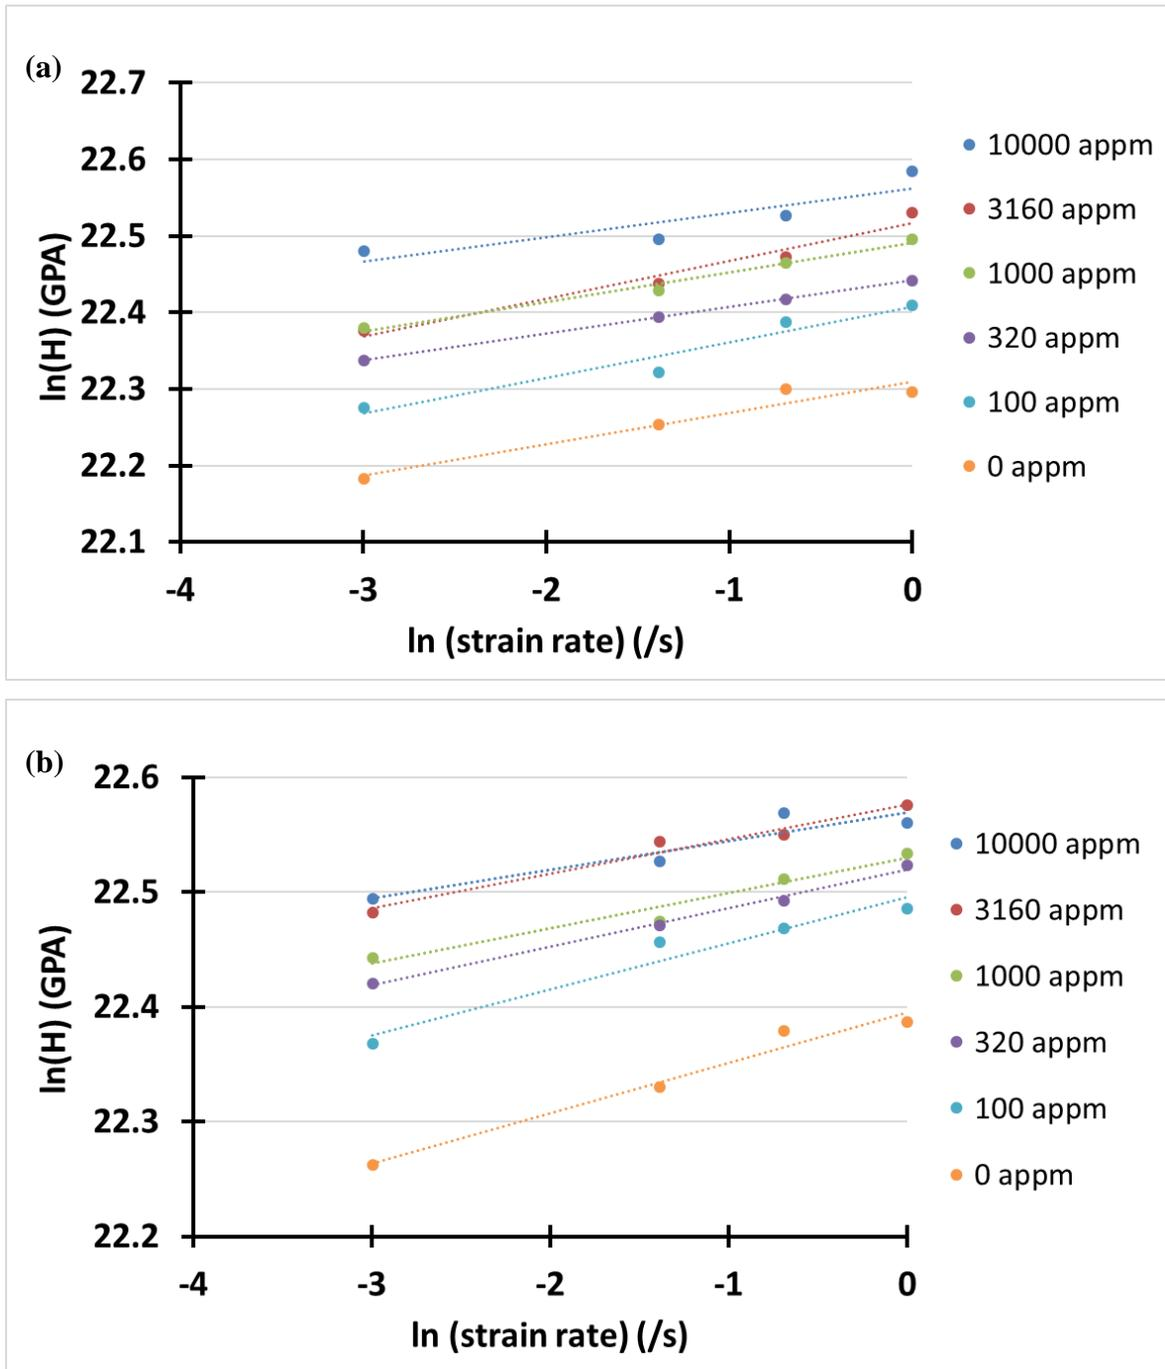 (a)
22.7
22.6
22.5
22.4
22.3
22.2
22.1
ln(H) (GPA)
-4 -3 -2 -1 0
ln (strain rate) (/s)
10000 appm
3160 appm
1000 appm
320 appm
100 appm
0 appm
(b)
22.6
22.5
22.4
22.3
22.2
ln(H) (GPA)
-4 -3 -2 -1 0
ln (strain rate) (/s)
10000 appm
3160 appm
1000 appm
320 appm
100 appm
0 appm